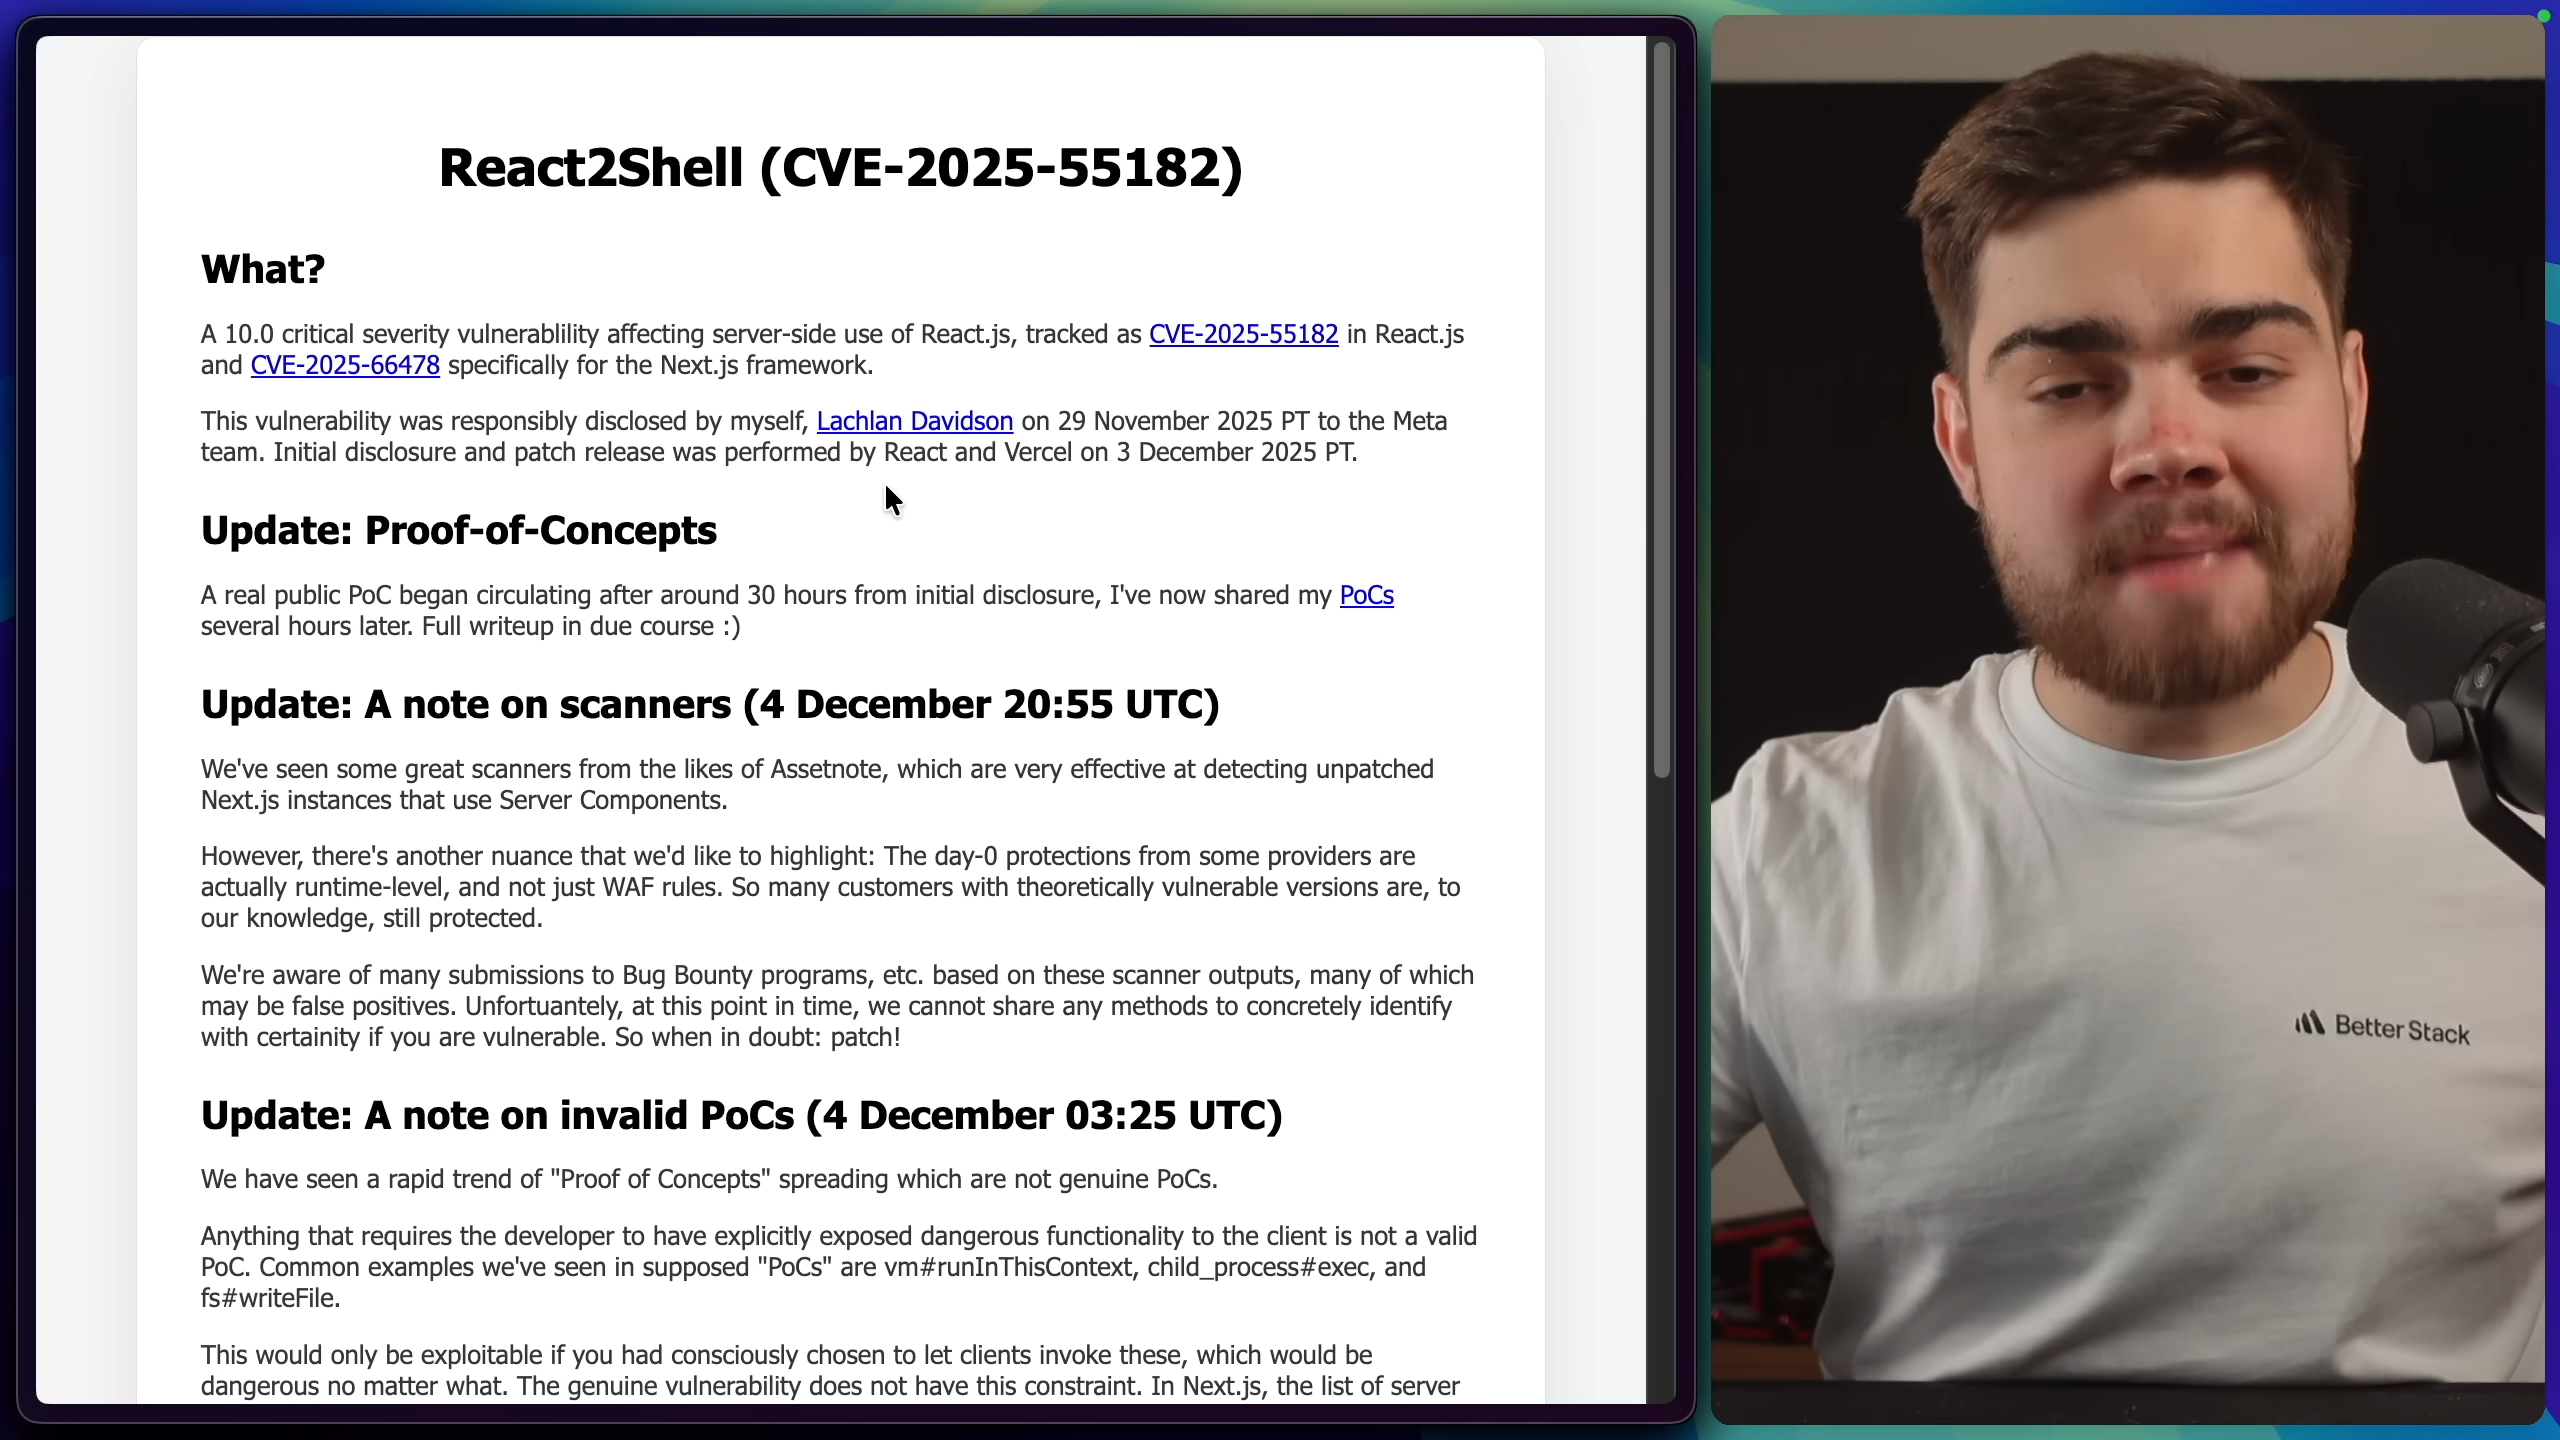 React2Shell (CVE-2025-55182)
What?
A 10.0 critical severity vulnerablility affecting server-side use of React.js, tracked as CVE-2025-55182 in React.js
and CVE-2025-66478 specifically for the Next.js framework.
This vulnerability was responsibly disclosed by myself, Lachlan Davidson on 29 November 2025 PT to the Meta
team. Initial disclosure and patch release was performed by React and Vercel on 3 December 2025 PT.
Update: Proof-of-Concepts
A real public PoC began circulating after around 30 hours from initial disclosure, I've now shared my PoCs
several hours later. Full writeup in due course :)
Update: A note on scanners (4 December 20:55 UTC)
We've seen some great scanners from the likes of Assetnote, which are very effective at detecting unpatched
Next.js instances that use Server Components.
However, there's another nuance that we'd like to highlight: The day-0 protections from some providers are
actually runtime-level, and not just WAF rules. So many customers with theoretically vulnerable versions are, to
our knowledge, still protected.
We're aware of many submissions to Bug Bounty programs, etc. based on these scanner outputs, many of which
may be false positives. Unfortuantely, at this point in time, we cannot share any methods to concretely identify
with certainity if you are vulnerable. So when in doubt: patch!
Update: A note on invalid PoCs (4 December 03:25 UTC)
We have seen a rapid trend of "Proof of Concepts" spreading which are not genuine PoCs.
Anything that requires the developer to have explicitly exposed dangerous functionality to the client is not a valid
PoC. Common examples we've seen in supposed "PoCs" are vm#runInThisContext, child_process#exec, and
fs#writeFile.
This would only be exploitable if you had consciously chosen to let clients invoke these, which would be
dangerous no matter what. The genuine vulnerability does not have this constraint. In Next.js, the list of server
Better Stack